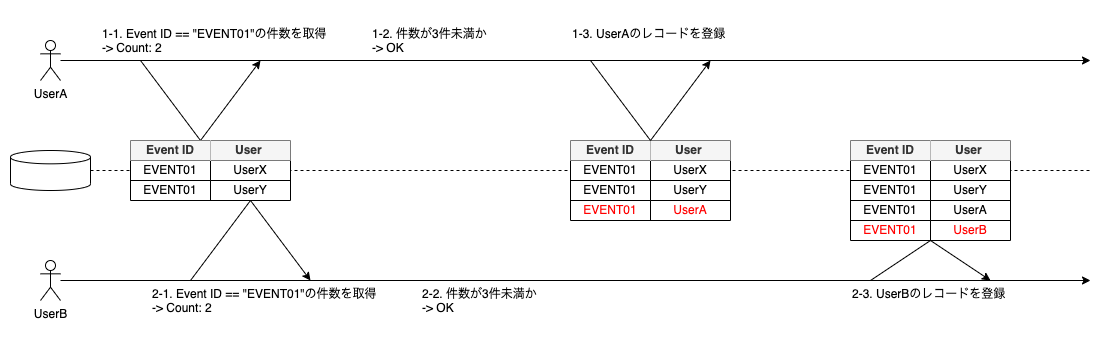 1-1. Event ID == "EVENT01"の件数を取得
-> Count: 2
1-2. 件数が3件未満か
-> OK
1-3. UserAのレコードを登録
UserA
Event ID User
EVENT01 UserX
EVENT01 UserY
Event ID User
EVENT01 UserX
EVENT01 UserY
EVENT01 UserA
Event ID User
EVENT01 UserX
EVENT01 UserY
EVENT01 UserA
EVENT01 UserB
UserB
2-1. Event ID == "EVENT01"の件数を取得
-> Count: 2
2-2. 件数が3件未満か
-> OK
2-3. UserBのレコードを登録